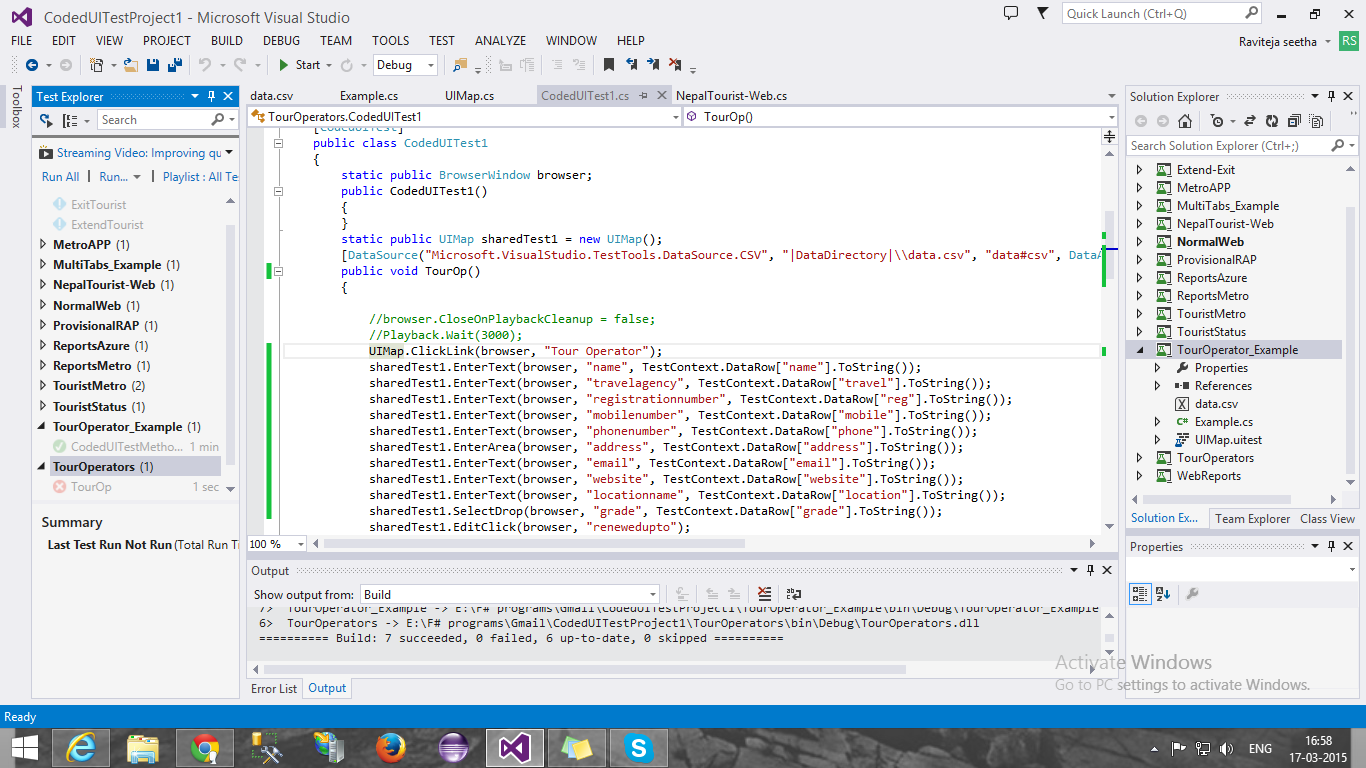 CodedUITestProject1 - Microsoft Visual Studio
Quick Launch (Ctrl+Q)
FILE EDIT VIEW PROJECT BUILD DEBUG TEAM TOOLS TEST ANALYZE WINDOW HELP
Raviteja seetha RS
Start Debug
Toolbox
Test Explorer
Search
Streaming Video: Improving qu
Run All | Run... | Playlist : All Te
ExitTourist
ExtendTourist
MetroAPP (1)
MultiTabs_Example (1)
NepalTourist-Web (1)
NormalWeb (1)
ProvisionalRAP (1)
ReportsAzure (1)
ReportsMetro (1)
TouristMetro (2)
TouristStatus (1)
TourOperator_Example (1)
CodedUITestMetho... 1 min
TourOperators (1)
TourOp 1 sec
Summary
Last Test Run Not Run (Total Run T
data.csv Example.cs UIMap.cs CodedUITest1.cs NepalTourist-Web.cs
TourOperators.CodedUITest1 TourOp()
[CodedUITest]
public class CodedUITest1
{
static public BrowserWindow browser;
public CodedUITest1()
{
}
static public UIMap sharedTest1 = new UIMap();
[DataSource("Microsoft.VisualStudio.TestTools.DataSource.CSV", "|DataDirectory|\\data.csv", "data#csv", DataA
public void TourOp()
{
//browser.CloseOnPlaybackCleanup = false;
//Playback.Wait(3000);
UIMap.ClickLink(browser, "Tour Operator");
sharedTest1.EnterText(browser, "name", TestContext.DataRow["name"].ToString());
sharedTest1.EnterText(browser, "travelagency", TestContext.DataRow["travel"].ToString());
sharedTest1.EnterText(browser, "registrationnumber", TestContext.DataRow["reg"].ToString());
sharedTest1.EnterText(browser, "mobilenumber", TestContext.DataRow["mobile"].ToString());
sharedTest1.EnterText(browser, "phonenumber", TestContext.DataRow["phone"].ToString());
sharedTest1.EnterArea(browser, "address", TestContext.DataRow["address"].ToString());
sharedTest1.EnterText(browser, "email", TestContext.DataRow["email"].ToString());
sharedTest1.EnterText(browser, "website", TestContext.DataRow["website"].ToString());
sharedTest1.EnterText(browser, "locationname", TestContext.DataRow["location"].ToString());
sharedTest1.SelectDrop(browser, "grade", TestContext.DataRow["grade"].ToString());
sharedTest1.EditClick(browser, "renewedupto");
100 %
Output
Show output from: Build
7> TourOperator_Example -> E:\F# programs\Gmail\CodedUITestProject1\TourOperator_Example\bin\Debug\TourOperator_Example
6> TourOperators -> E:\F# programs\Gmail\CodedUITestProject1\TourOperators\bin\Debug\TourOperators.dll
========== Build: 7 succeeded, 0 failed, 6 up-to-date, 0 skipped ==========
Error List Output
Solution Explorer
Search Solution Explorer (Ctrl+;)
Extend-Exit
MetroAPP
MultiTabs_Example
NepalTourist-Web
NormalWeb
ProvisionalRAP
ReportsAzure
ReportsMetro
TouristMetro
TouristStatus
TourOperator_Example
Properties
References
data.csv
Example.cs
UIMap.uitest
TourOperators
WebReports
Solution Ex... Team Explorer Class View
Properties
Activate Windows
Go to PC settings to activate Windows.
Ready
ENG
16:58
17-03-2015